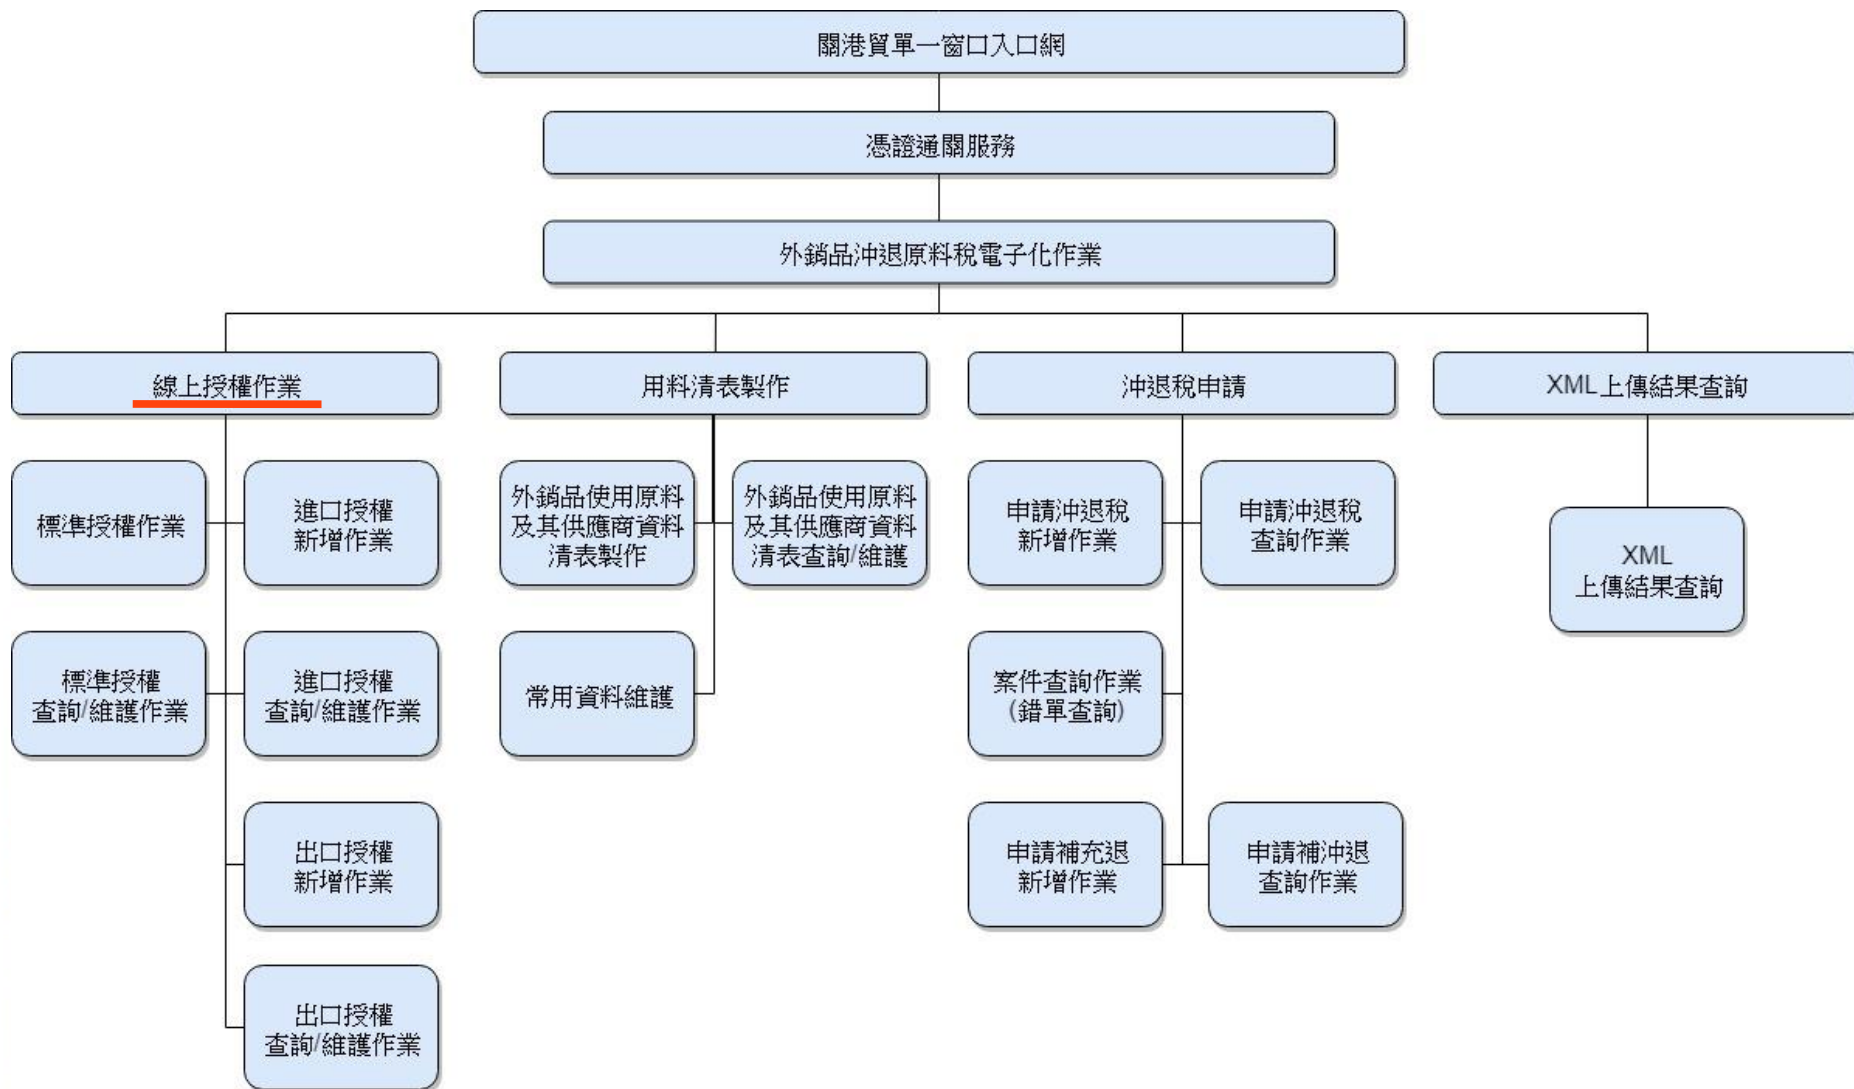 關港貿單一窗口入口網
憑證通關服務
外銷品沖退原料稅電子化作業
線上授權作業
用料清表製作
沖退稅申請
XML上傳結果查詢
標準授權作業
進口授權
新增作業
外銷品使用原料
及其供應商資料
清表製作
外銷品使用原料
及其供應商資料
清表查詢/維護
申請沖退稅
新增作業
申請沖退稅
查詢作業
XML
上傳結果查詢
標準授權
查詢/維護作業
進口授權
查詢/維護作業
常用資料維護
案件查詢作業
(錯單查詢)
出口授權
新增作業
申請補充退
新增作業
申請補沖退
查詢作業
出口授權
查詢/維護作業